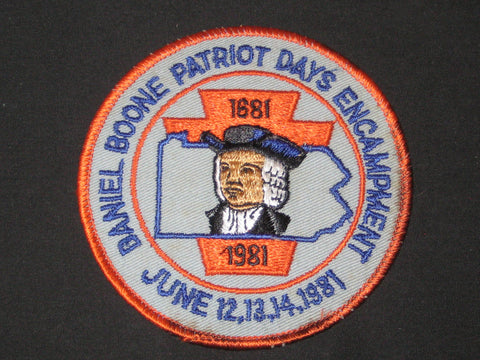 DANIEL BOONE PATRIOT DAYS ENCAMPMENT
1681
1981
JUNE 12,13,14,1981